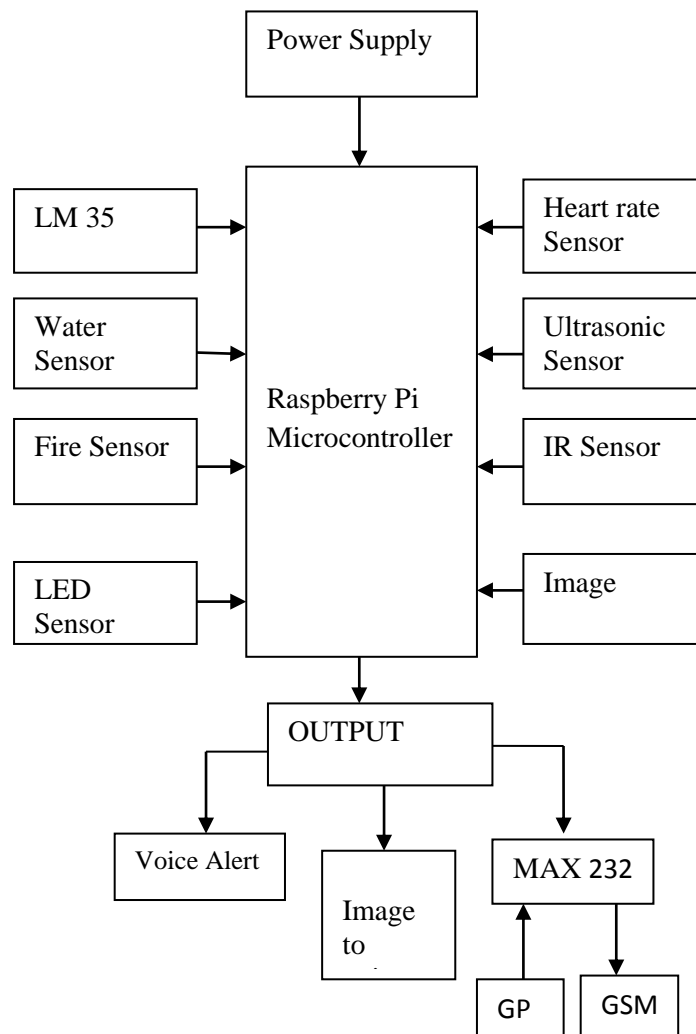 Power Supply
LM 35
Heart rate
Sensor
Water
Sensor
Ultrasonic
Sensor
Raspberry Pi
Microcontroller
Fire Sensor
IR Sensor
LED
Sensor
Image
OUTPUT
Voice Alert
Image
to
MAX 232
GP
GSM